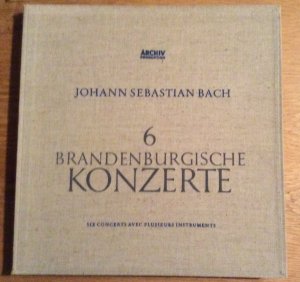 ARCHIV
PRODUKTION
JOHANN SEBASTIAN BACH
6
BRANDENBURGISCHE
KONZERTE
SIX CONCERTS AVEC PLUSIEURS INSTRUMENTS